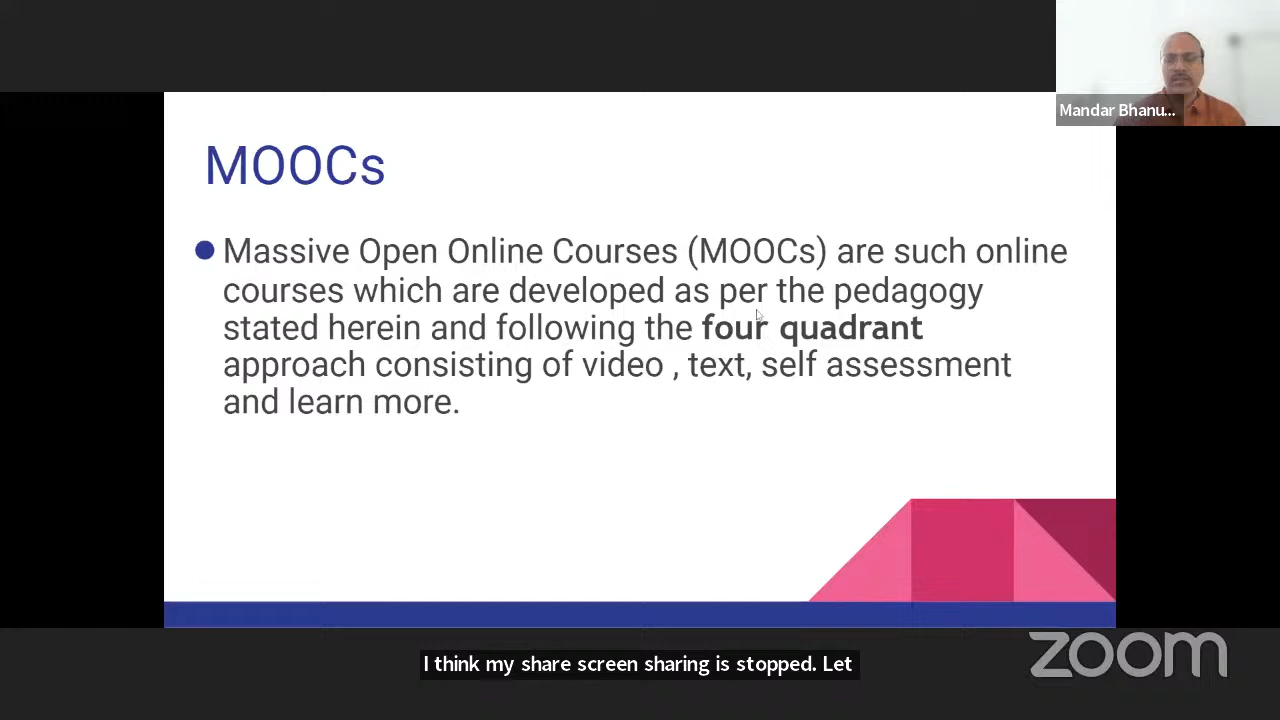 Mandar Bhanu...
MOOCs
Massive Open Online Courses (MOOCs) are such online
courses which are developed as per the pedagogy
stated herein and following the four quadrant
approach consisting of video , text, self assessment
and learn more.
I think my share screen sharing is stopped. Let
zoom